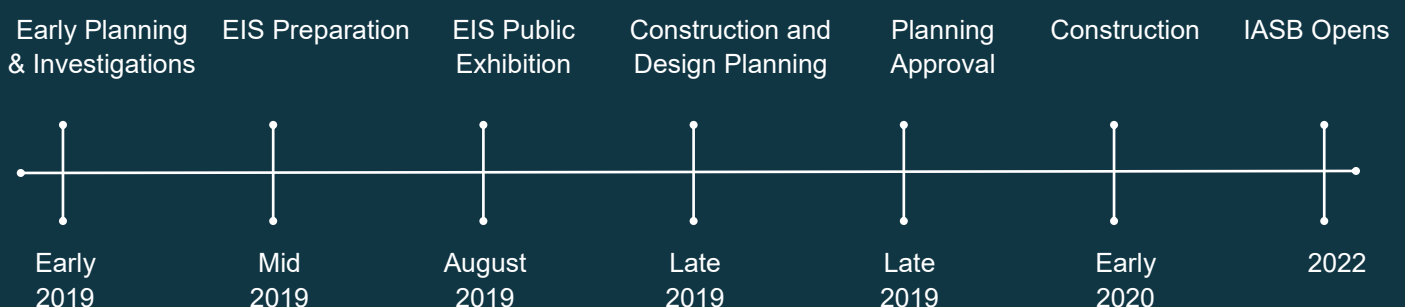 Early Planning
& Investigations
EIS Preparation
EIS Public
Exhibition
Construction and
Design Planning
Planning
Approval
Construction
IASB Opens
Early
2019
Mid
2019
August
2019
Late
2019
Late
2019
Early
2020
2022